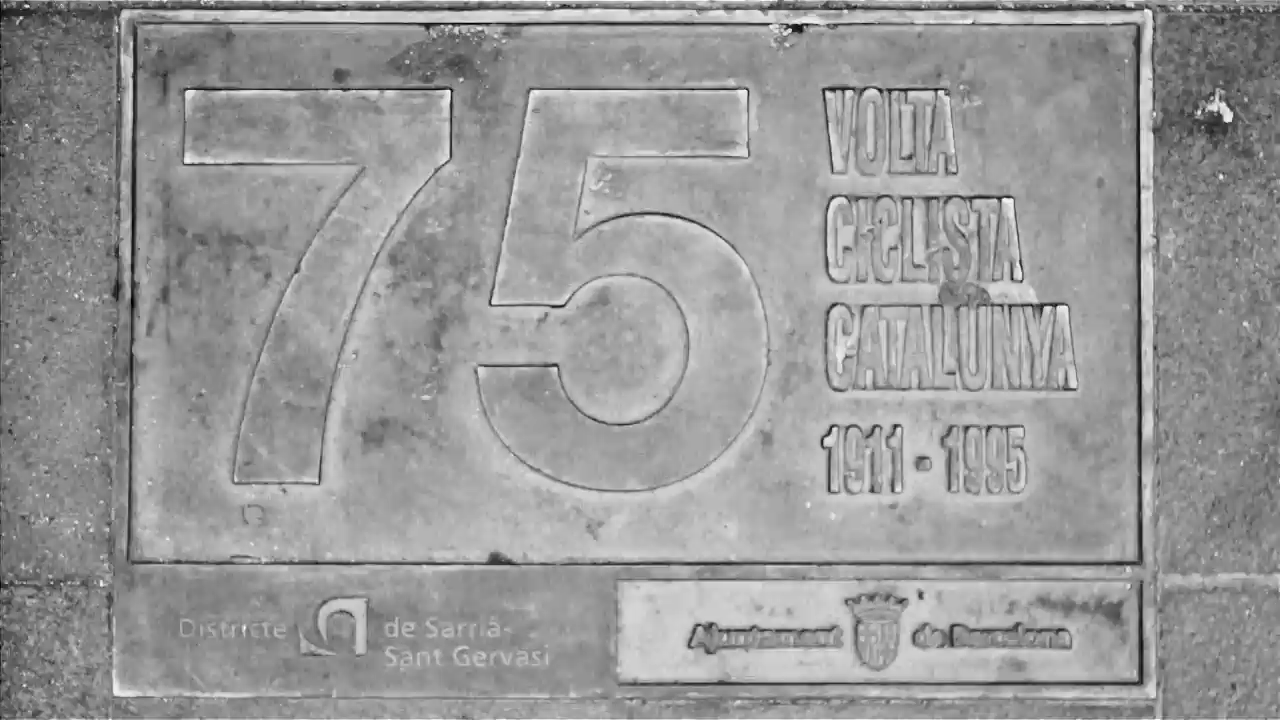 75
VOLTA
CICLISTA
CATALUNYA
1911 - 1995
Districte
de Sarrià-
Sant Gervasi
Ajuntament de Barcelona